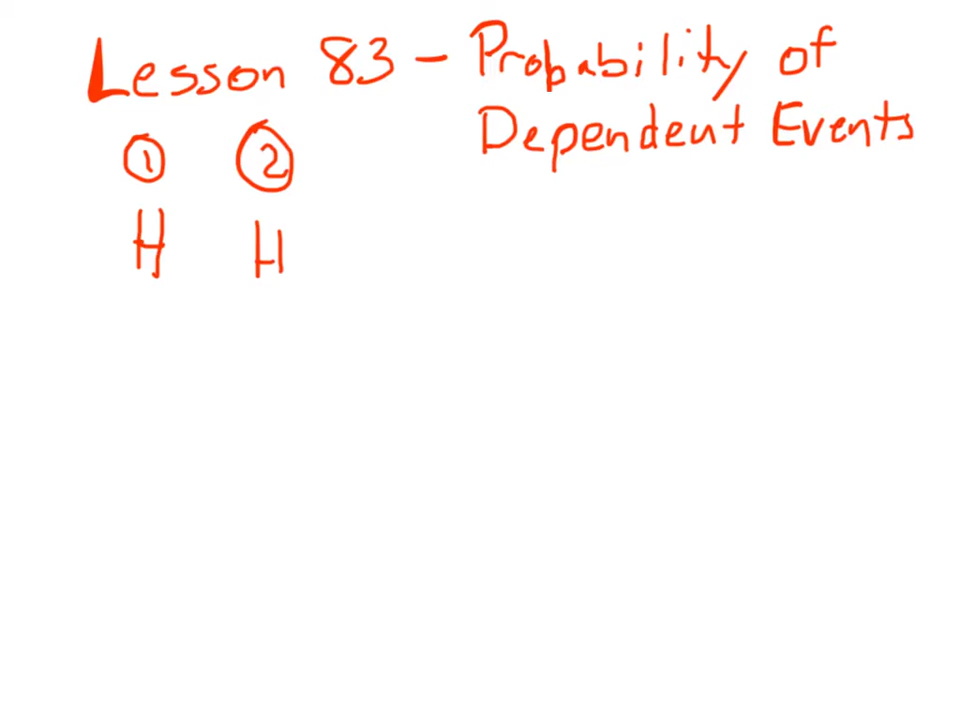 Lesson 83 - Probability of
Dependent Events
① ②
H H